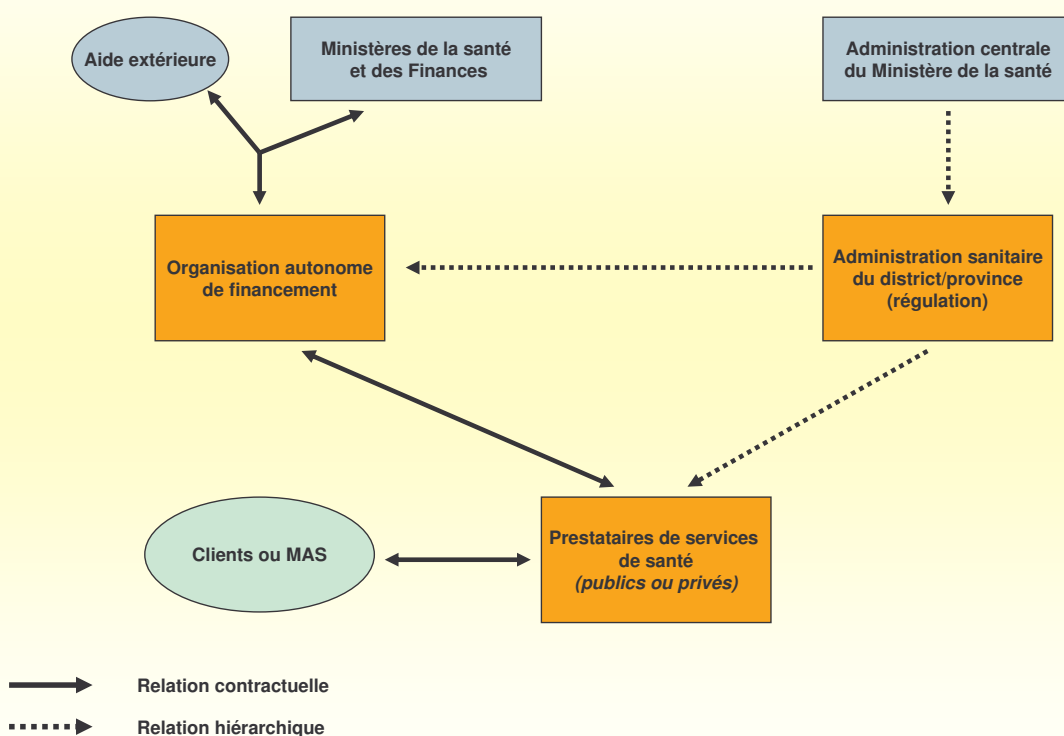 Aide extérieure
Ministères de la santé
et des Finances
Administration centrale
du Ministère de la santé
Organisation autonome
de financement
Administration sanitaire
du district/province
(régulation)
Clients ou MAS
Prestataires de services
de santé
(publics ou privés)
Relation contractuelle
Relation hiérarchique